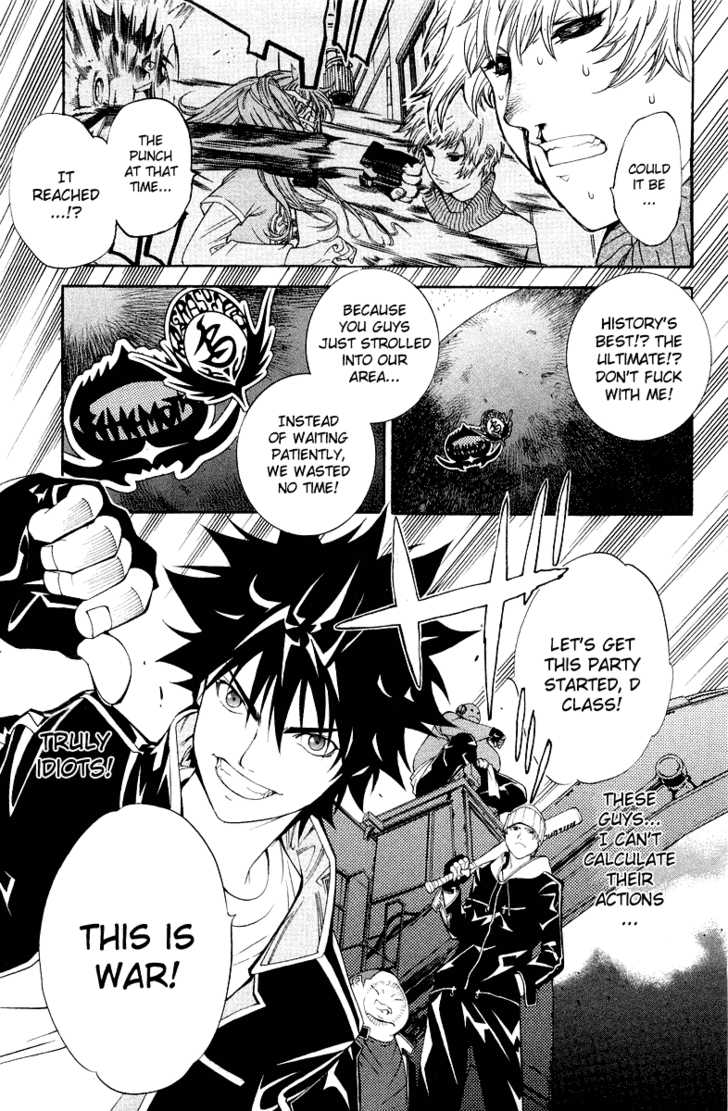 COULD
IT BE
...
THE
PUNCH
AT THAT
TIME...
IT
REACHED
...!?
HISTORY'S
BEST!? THE
ULTIMATE!?
DON'T FUCK
WITH ME!
BECAUSE
YOU GUYS
JUST STROLLED
INTO OUR
AREA...
INSTEAD
OF WAITING
PATIENTLY,
WE WASTED
NO TIME!
LET'S GET
THIS PARTY
STARTED, D
CLASS!
THESE
GUYS...
I CAN'T
CALCULATE
THEIR
ACTIONS
...
TRULY
IDIOTS!
THIS IS
WAR!